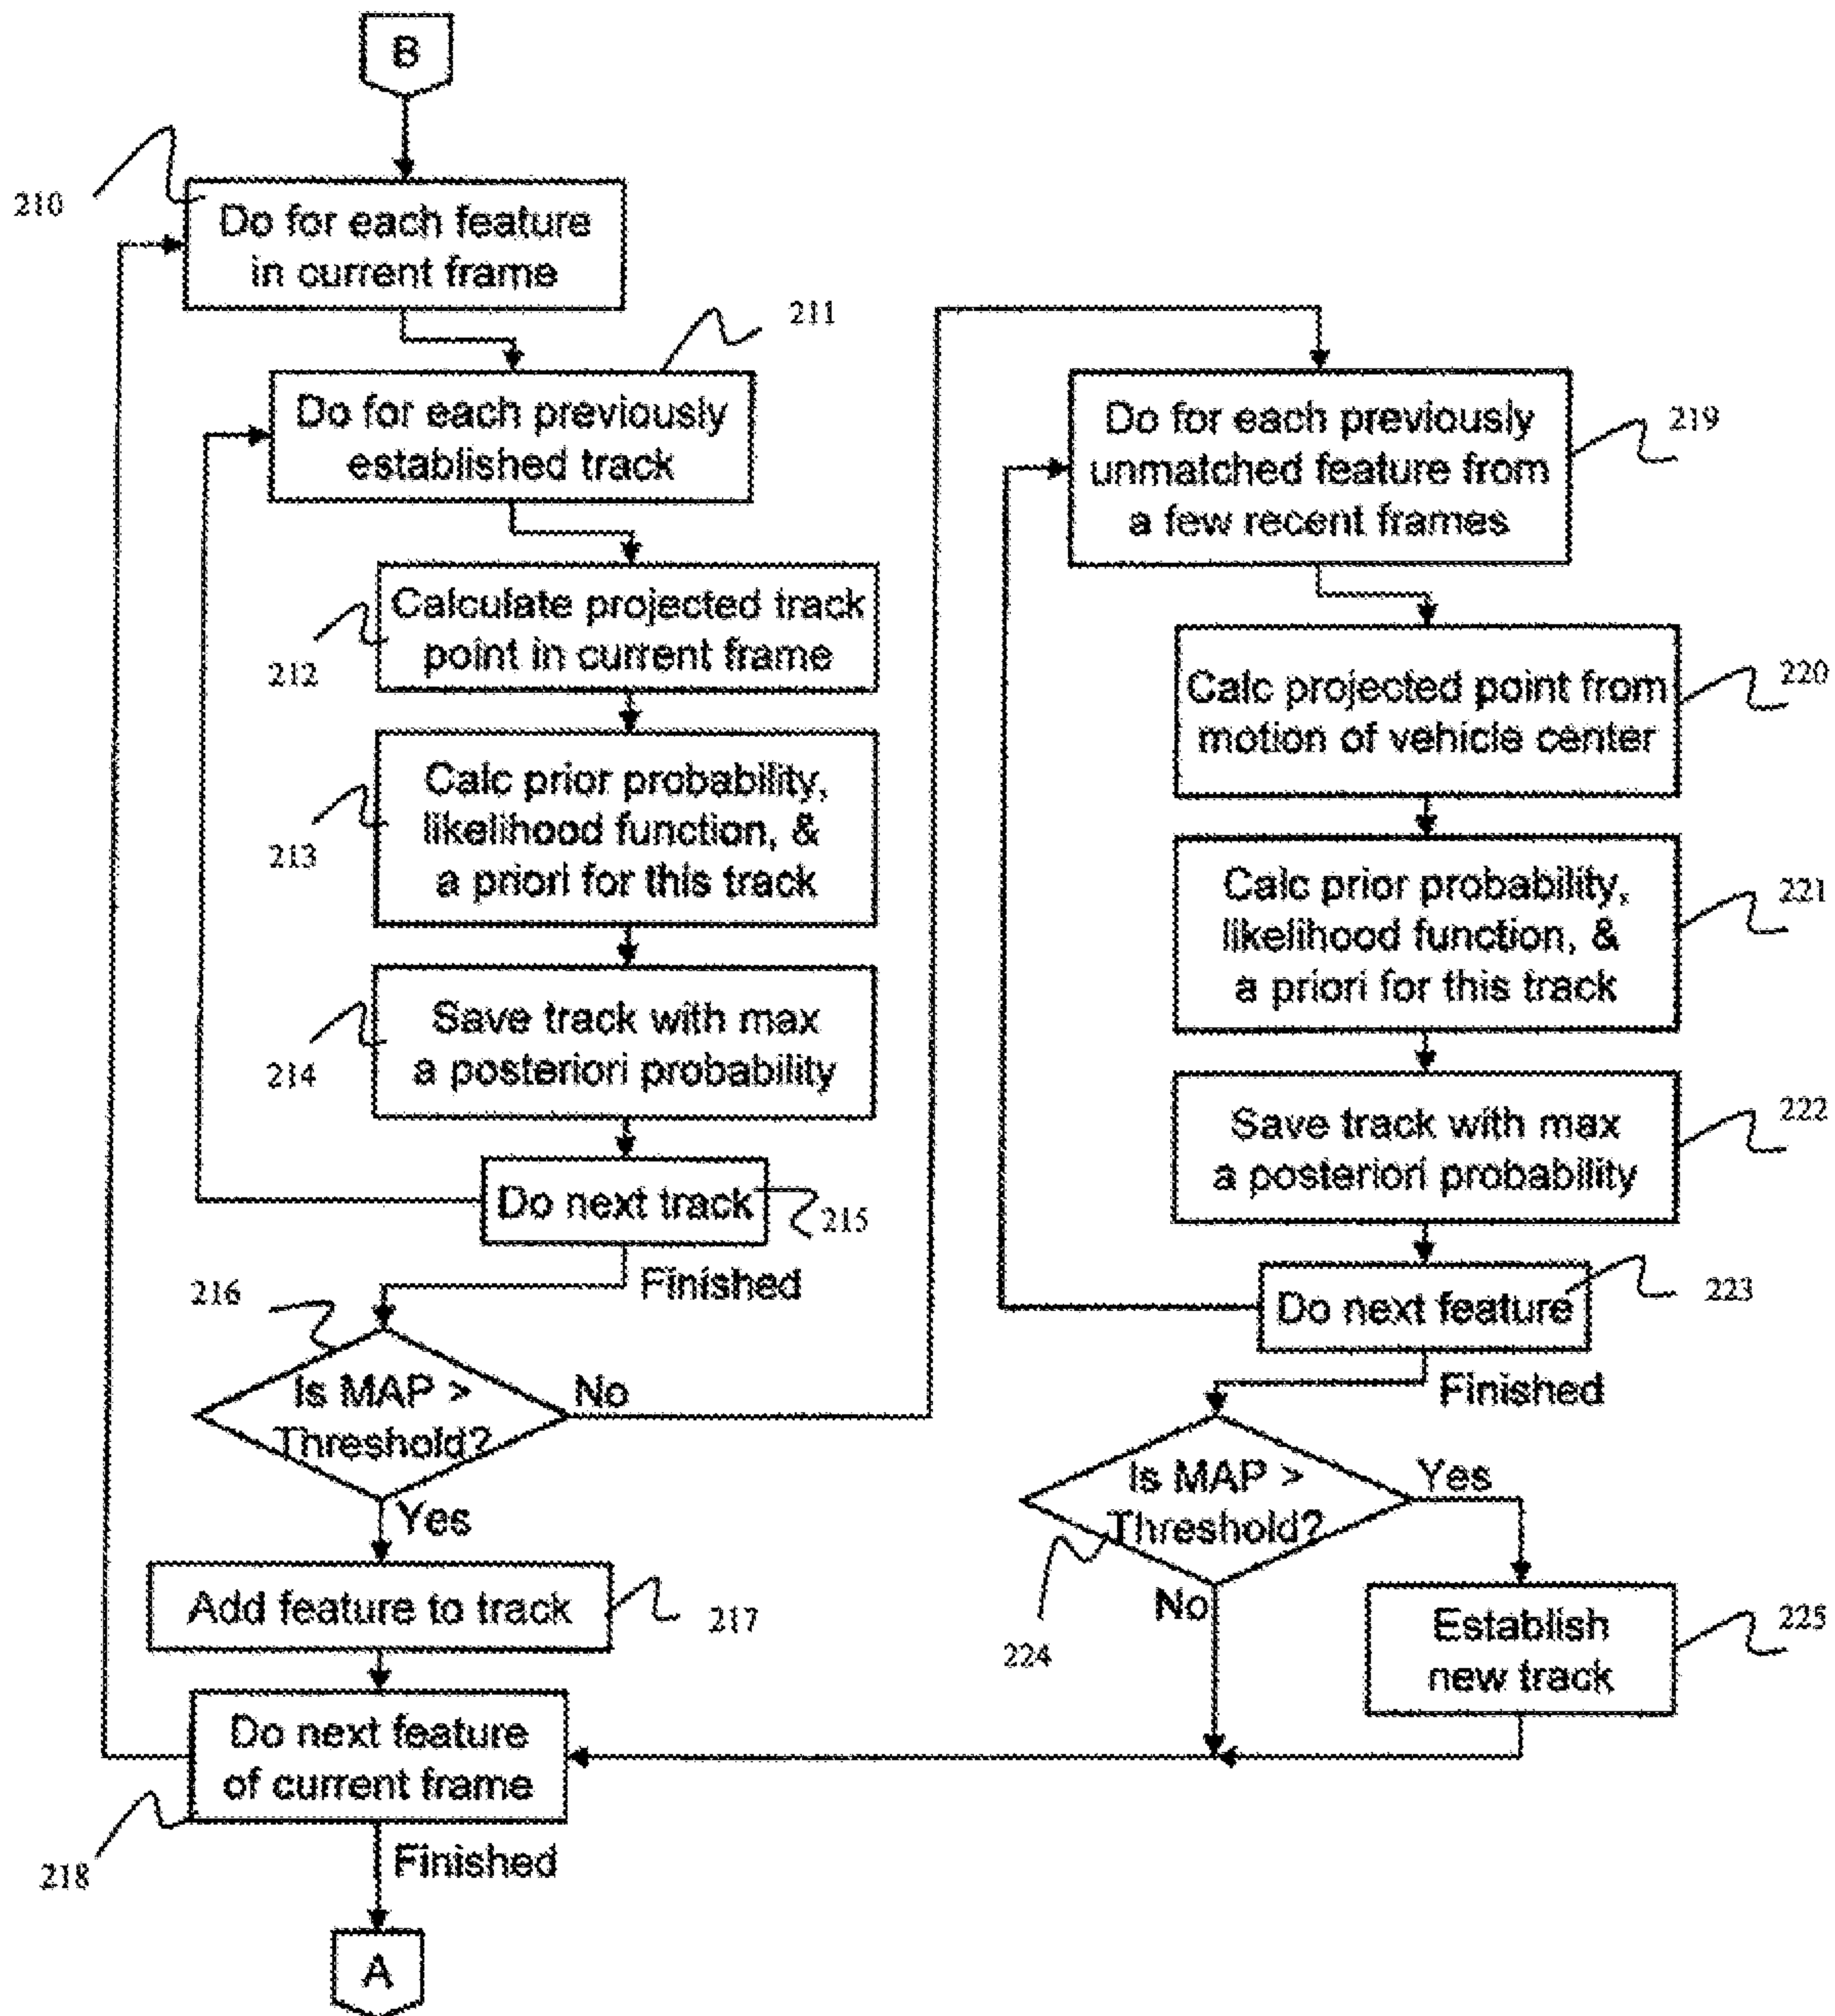 B
210
Do for each feature
in current frame
211
Do for each previously
established track
212
Calculate projected track
point in current frame
213
Calc prior probability,
likelihood function, &
a priori for this track
214
Save track with max
a posteriori probability
Do next track
215
Finished
216
Is MAP >
Threshold?
No
Yes
Add feature to track
217
Do next feature
of current frame
218
Finished
A
Do for each previously
unmatched feature from
a few recent frames
219
Calc projected point from
motion of vehicle center
220
Calc prior probability,
likelihood function, &
a priori for this track
221
Save track with max
a posteriori probability
222
Do next feature
223
Finished
Is MAP >
Threshold?
Yes
No
224
Establish
new track
225